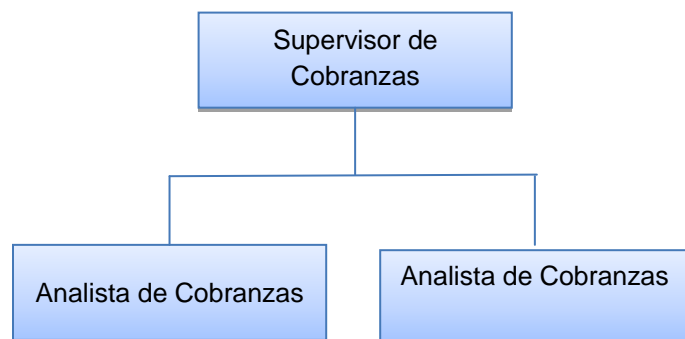 Supervisor de
Cobranzas
Analista de Cobranzas
Analista de Cobranzas